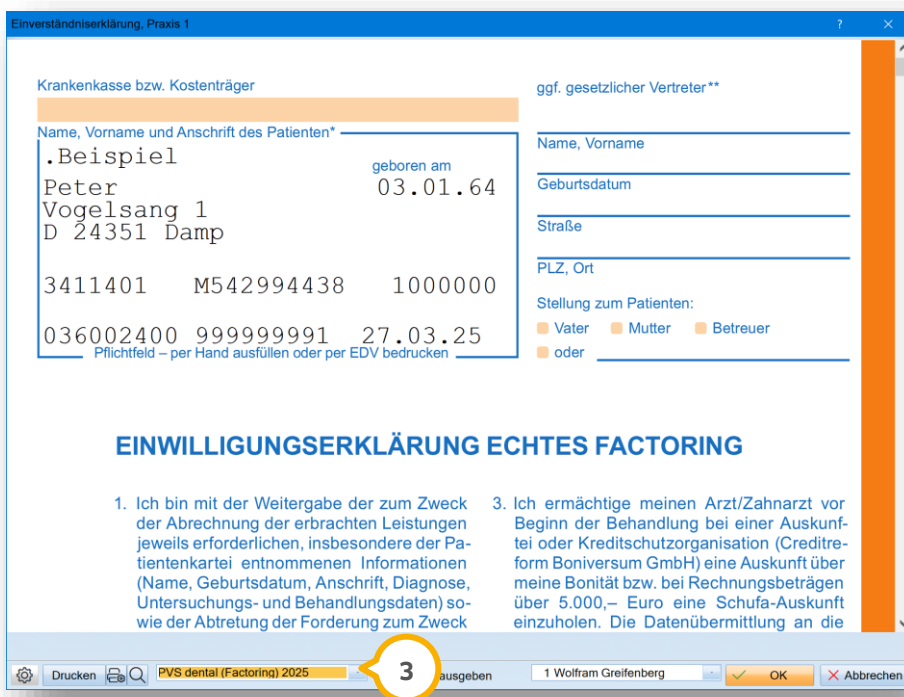 Einverständniserklärung, Praxis 1
?
Krankenkasse bzw. Kostenträger
Name, Vorname und Anschrift des Patienten*
.Beispiel
geboren am
Peter 03.01.64
Vogelsang 1
D 24351 Damp
3411401 M542994438 1000000
036002400 999999991 27.03.25
Pflichtfeld – per Hand ausfüllen oder per EDV bedrucken
ggf. gesetzlicher Vertreter**
Name, Vorname
Geburtsdatum
Straße
PLZ, Ort
Stellung zum Patienten:
Vater Mutter Betreuer
oder
EINWILLIGUNGSERKLÄRUNG ECHTES FACTORING
1. Ich bin mit der Weitergabe der zum Zweck
der Abrechnung der erbrachten Leistungen
jeweils erforderlichen, insbesondere der Pa-
tientenkartei entnommenen Informationen
(Name, Geburtsdatum, Anschrift, Diagnose,
Untersuchungs- und Behandlungsdaten) so-
wie der Abtretung der Forderung zum Zweck
3. Ich ermächtige meinen Arzt/Zahnarzt vor
Beginn der Behandlung bei einer Auskunf-
tei oder Kreditschutzorganisation (Creditre-
form Boniversum GmbH) eine Auskunft über
meine Bonität bzw. bei Rechnungsbeträgen
über 5.000,– Euro eine Schufa-Auskunft
einzuholen. Die Datenübermittlung an die
Drucken PVS dental (Factoring) 2025 3 ausgeben 1 Wolfram Greifenberg OK Abbrechen